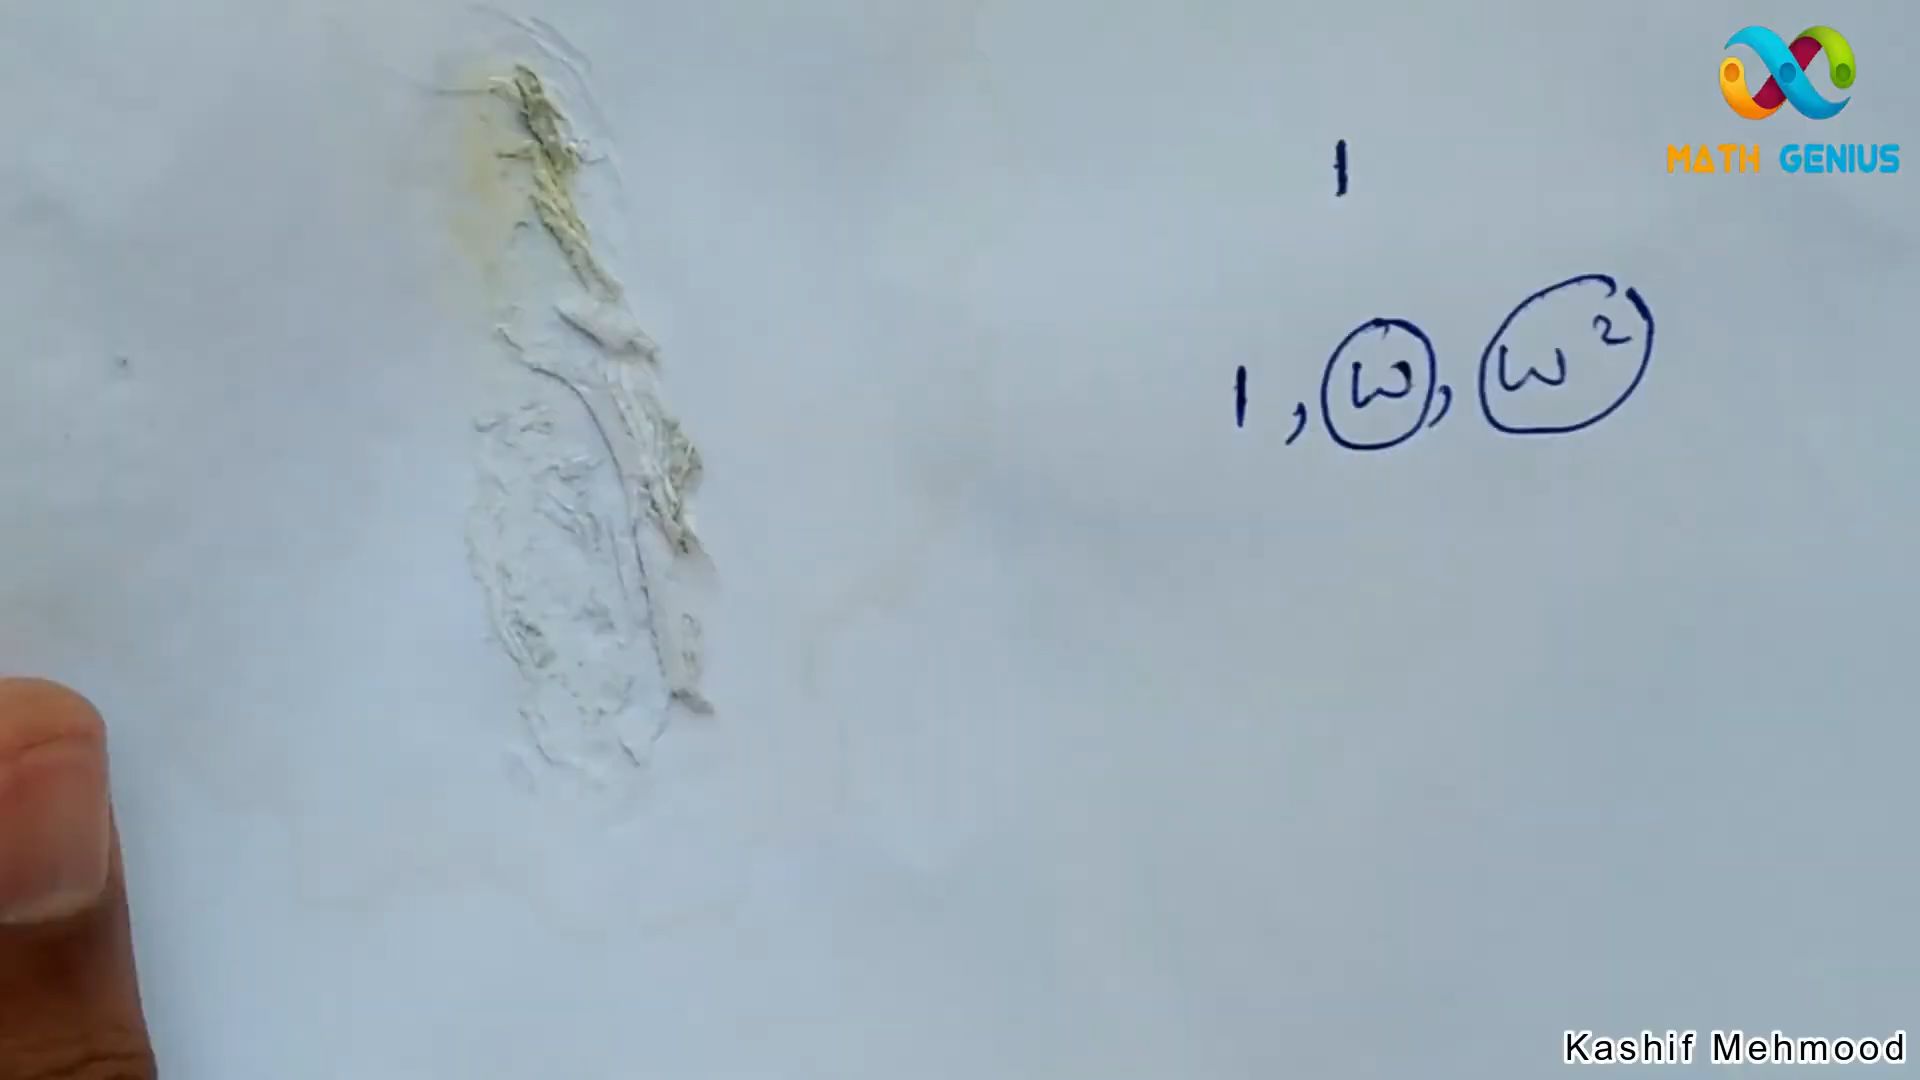 1
MATH GENIUS
1, ω, ω²
Kashif Mehmood